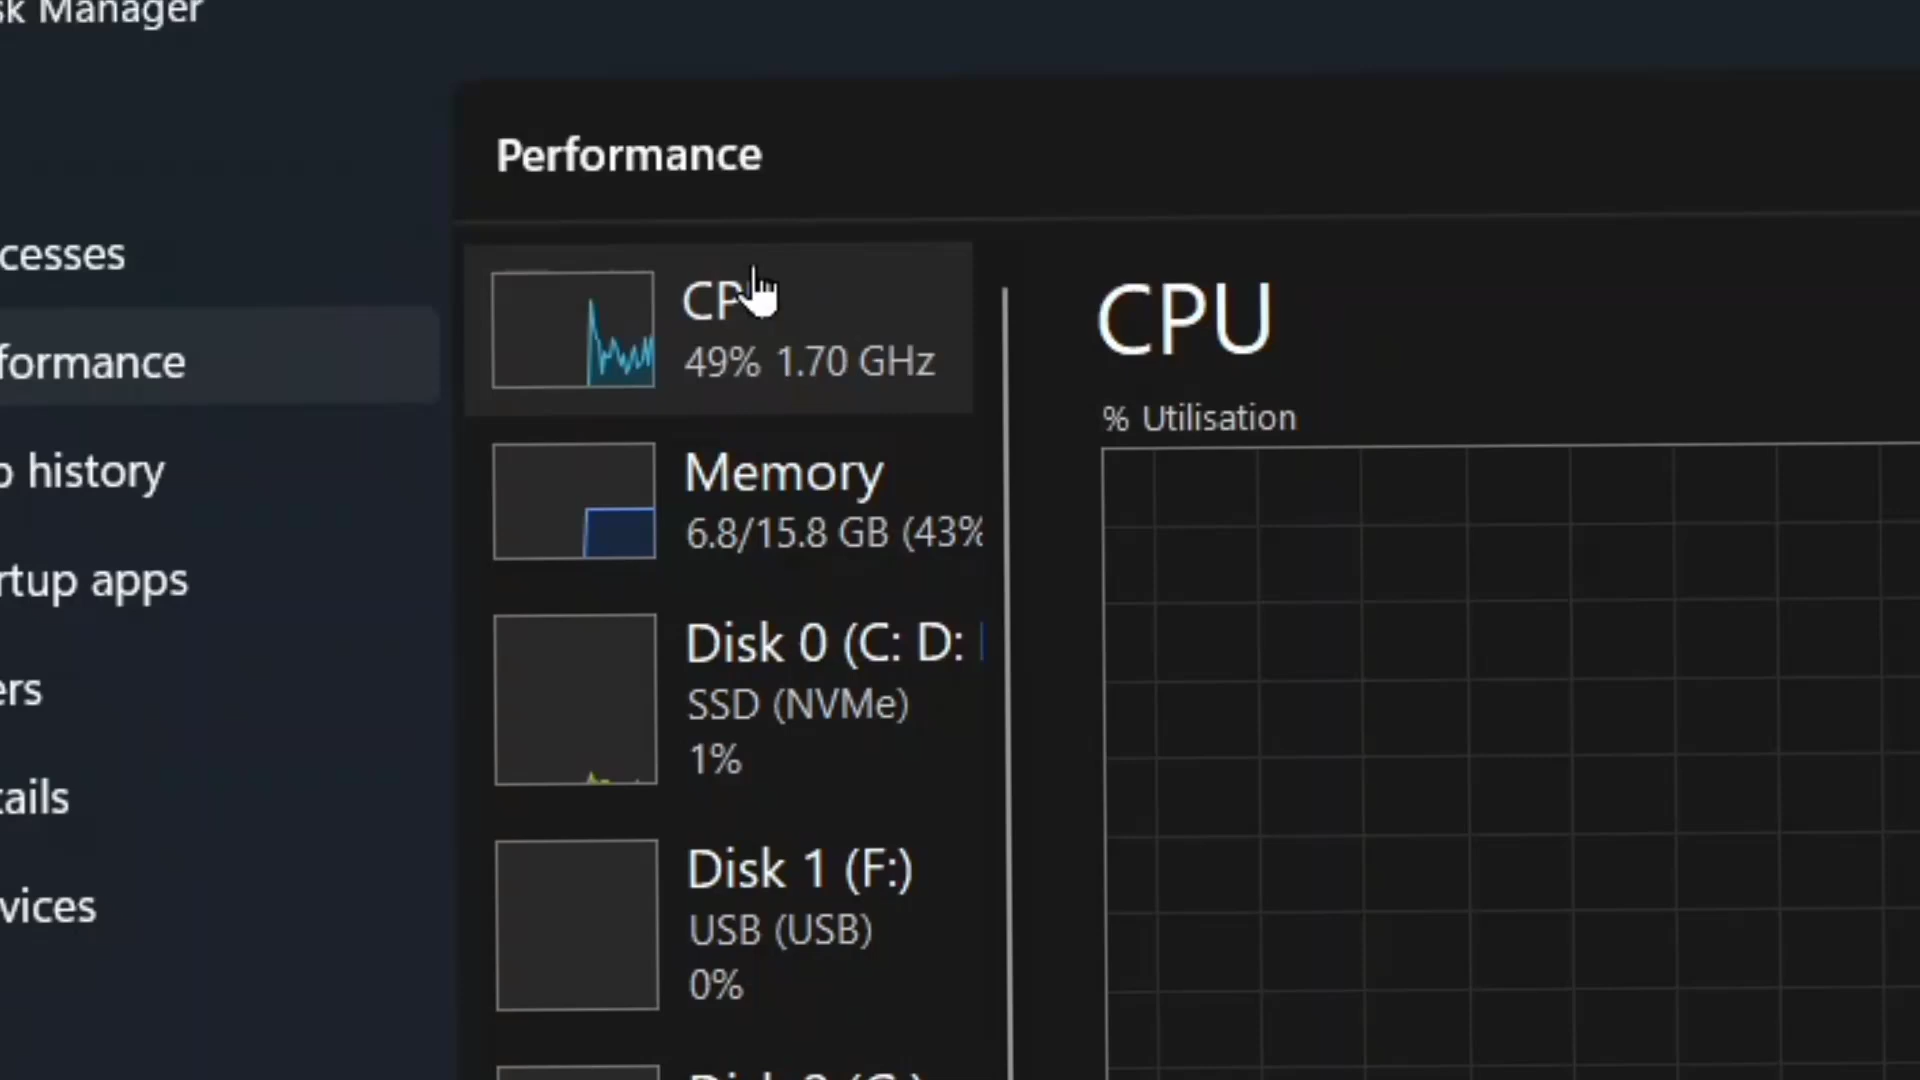 sk Manager
Performance
cesses
formance
p history
rtup apps
ers
tails
vices
CP
49% 1.70 GHz
Memory
6.8/15.8 GB (43%
Disk 0 (C: D:
SSD (NVMe)
1%
Disk 1 (F:)
USB (USB)
0%
CPU
% Utilisation